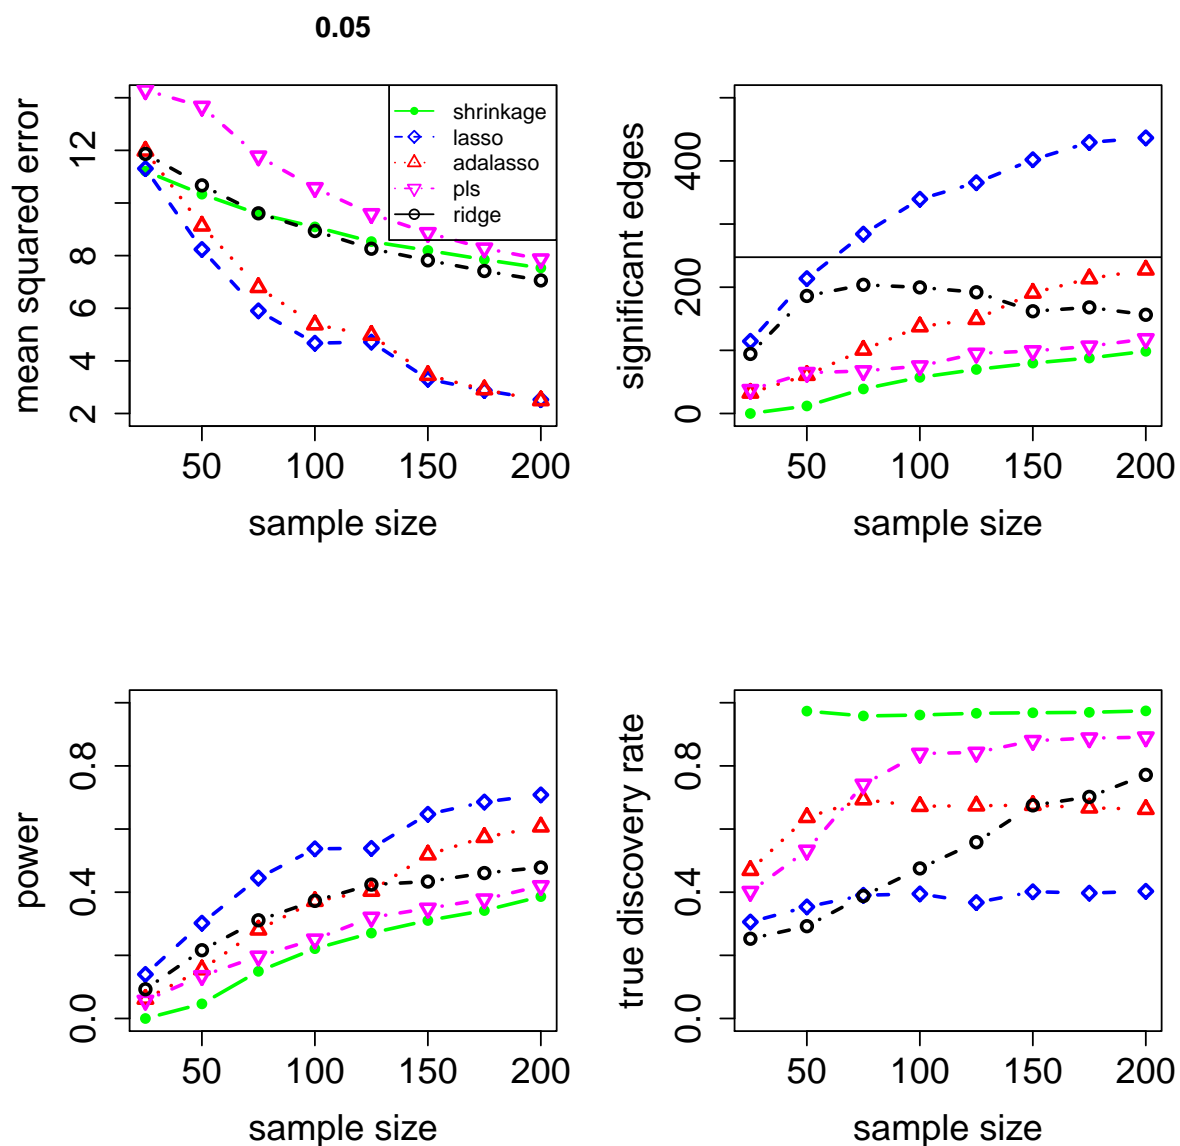 0.05
mean squared error
2
4
6
8
12
50
100
150
200
sample size
shrinkage
lasso
adalasso
pls
ridge
significant edges
0
200
400
50
100
150
200
sample size
power
0.0
0.4
0.8
50
100
150
200
sample size
true discovery rate
0.0
0.4
0.8
50
100
150
200
sample size